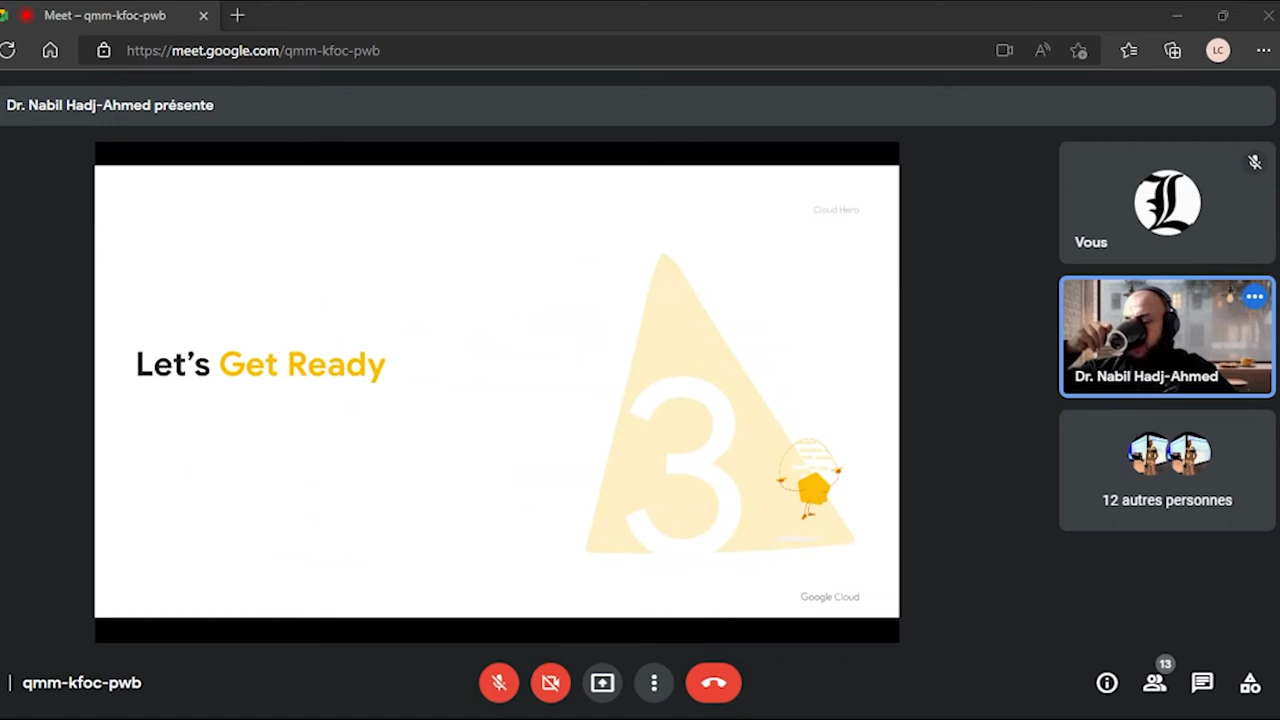 Meet – qmm-kfoc-pwb
https://meet.google.com/qmm-kfoc-pwb
LC
Dr. Nabil Hadj-Ahmed présente
Cloud Hero
Let's Get Ready
3
Google Cloud
L
Vous
Dr. Nabil Hadj-Ahmed
12 autres personnes
qmm-kfoc-pwb
13